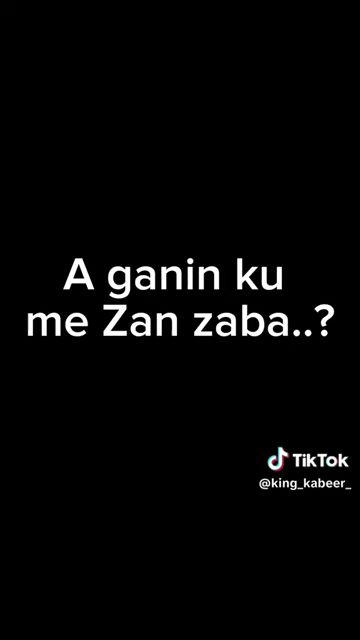 A ganin ku
me Zan zaba..?
TikTok
@king_kabeer_